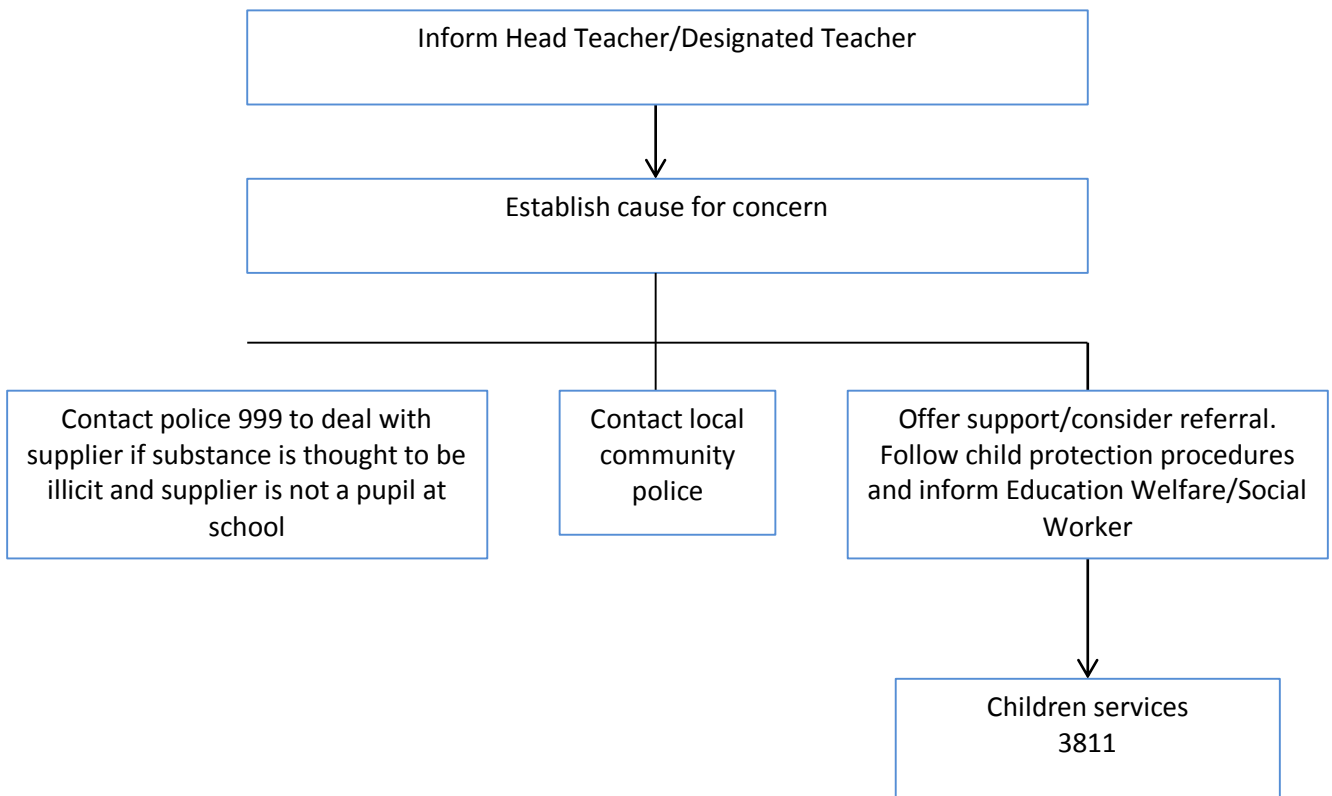 Inform Head Teacher/Designated Teacher
Establish cause for concern
Contact police 999 to deal with
supplier if substance is thought to be
illicit and supplier is not a pupil at
school
Contact local
community
police
Offer support/consider referral.
Follow child protection procedures
and inform Education Welfare/Social
Worker
Children services
3811